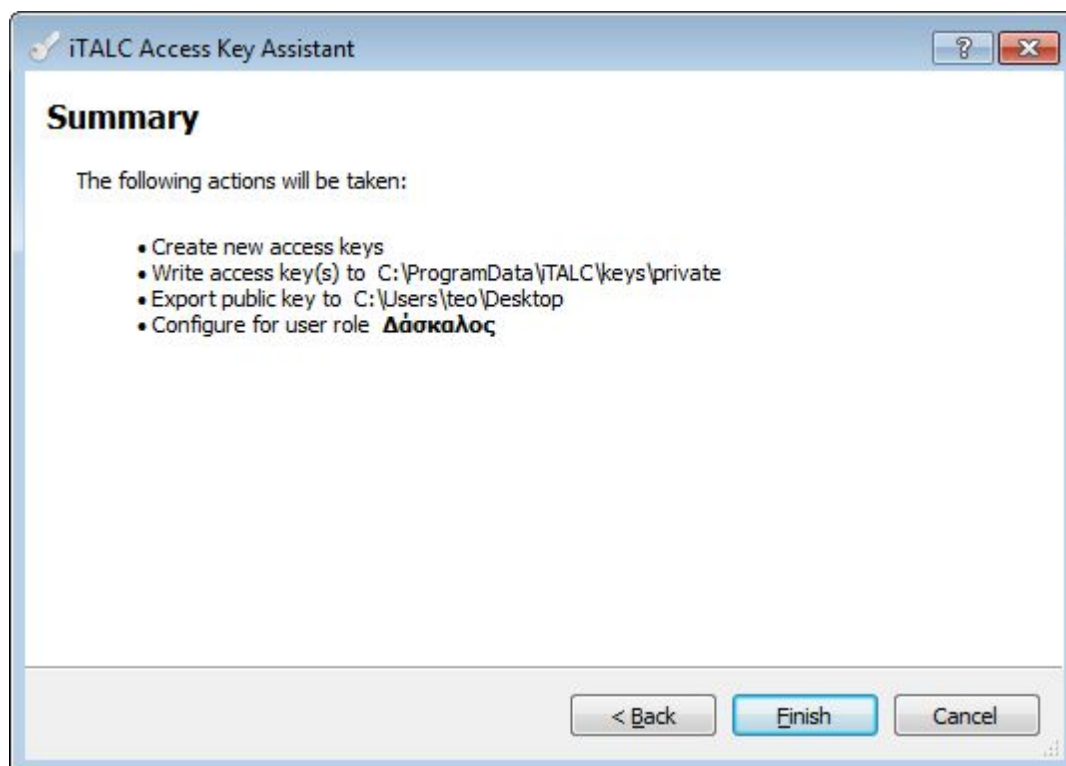 iTALC Access Key Assistant
?
Summary
The following actions will be taken:
• Create new access keys
• Write access key(s) to C:\ProgramData\iTALC\keys\private
• Export public key to C:\Users\teo\Desktop
• Configure for user role Δάσκαλος
< Back Finish Cancel